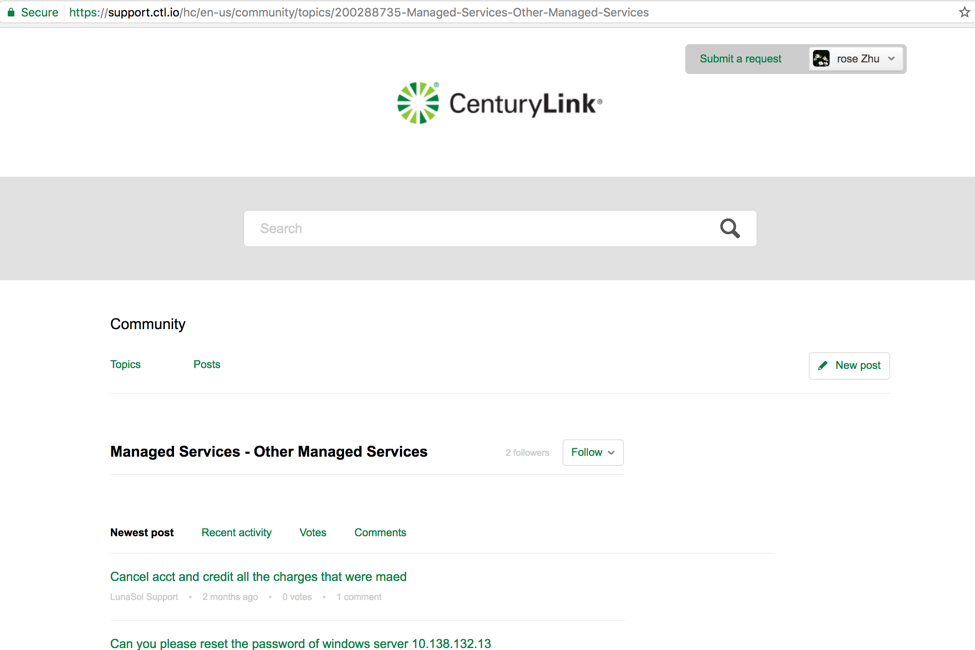 Secure https://support.ctl.io/hc/en-us/community/topics/200288735-Managed-Services-Other-Managed-Services
Submit a request rose Zhu
CenturyLink®
Search
Community
Topics Posts New post
Managed Services - Other Managed Services 2 followers Follow
Newest post Recent activity Votes Comments
Cancel acct and credit all the charges that were maed
LunaSol Support • 2 months ago • 0 votes • 1 comment
Can you please reset the password of windows server 10.138.132.13